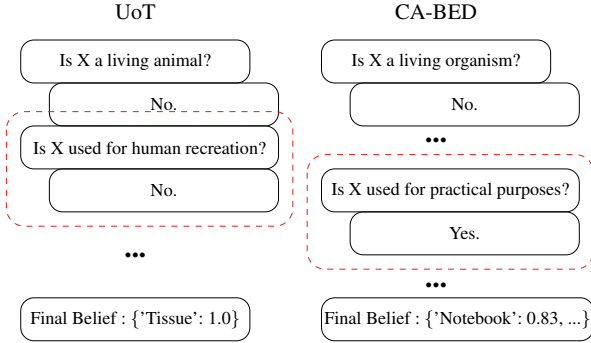 UoT
Is X a living animal?
No.
Is X used for human recreation?
No.
...
Final Belief : {'Tissue': 1.0}
CA-BED
Is X a living organism?
No.
...
Is X used for practical purposes?
Yes.
...
Final Belief : {'Notebook': 0.83, ...}